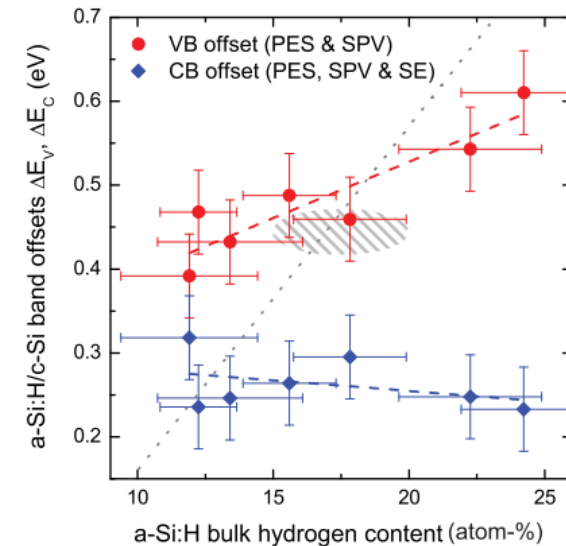 0.7
0.6
0.5
0.4
0.3
0.2
a-Si:H/c-Si band offsets ΔE_V, ΔE_C (eV)
VB offset (PES & SPV)
CB offset (PES, SPV & SE)
10 15 20 25
a-Si:H bulk hydrogen content (atom-%)